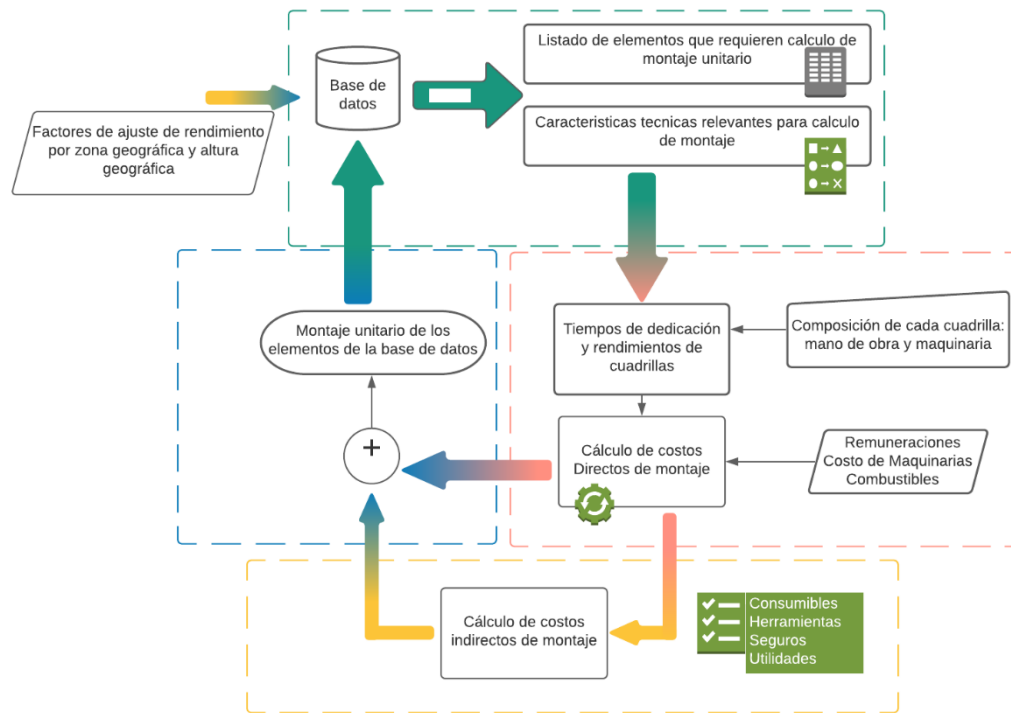 Base de
datos
Listado de elementos que requieren calculo de
montaje unitario
Caracteristicas tecnicas relevantes para calculo
de montaje
Factores de ajuste de rendimiento
por zona geográfica y altura
geográfica
Montaje unitario de los
elementos de la base de datos
Tiempos de dedicación
y rendimientos de
cuadrillas
Composición de cada cuadrilla:
mano de obra y maquinaria
+
Cálculo de costos
Directos de montaje
Remuneraciones
Costo de Maquinarias
Combustibles
Cálculo de costos
indirectos de montaje
Consumibles
Herramientas
Seguros
Utilidades